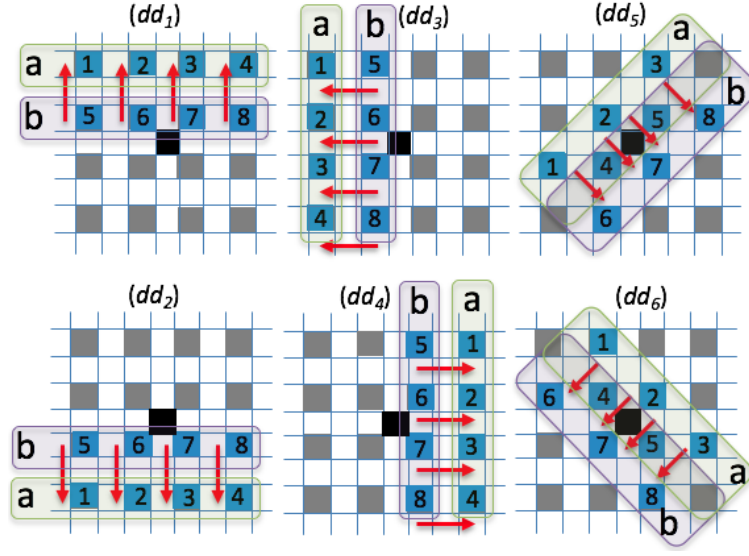 (dd1)
a 1 2 3 4
b 5 6 7 8
(dd3)
a b
1 5
2 6
3 7
4 8
(dd5)
a
3
b
2 5 8
1 4 7
6
(dd2)
b 5 6 7 8
a 1 2 3 4
(dd4)
b a
5 1
6 2
7 3
8 4
(dd6)
1
6 4 2
7 5 3
a
8
b